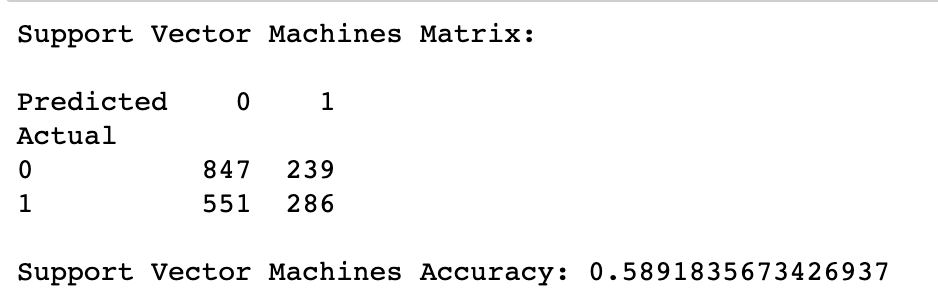 Support Vector Machines Matrix:
Predicted 0 1
Actual
0 847 239
1 551 286
Support Vector Machines Accuracy: 0.5891835673426937